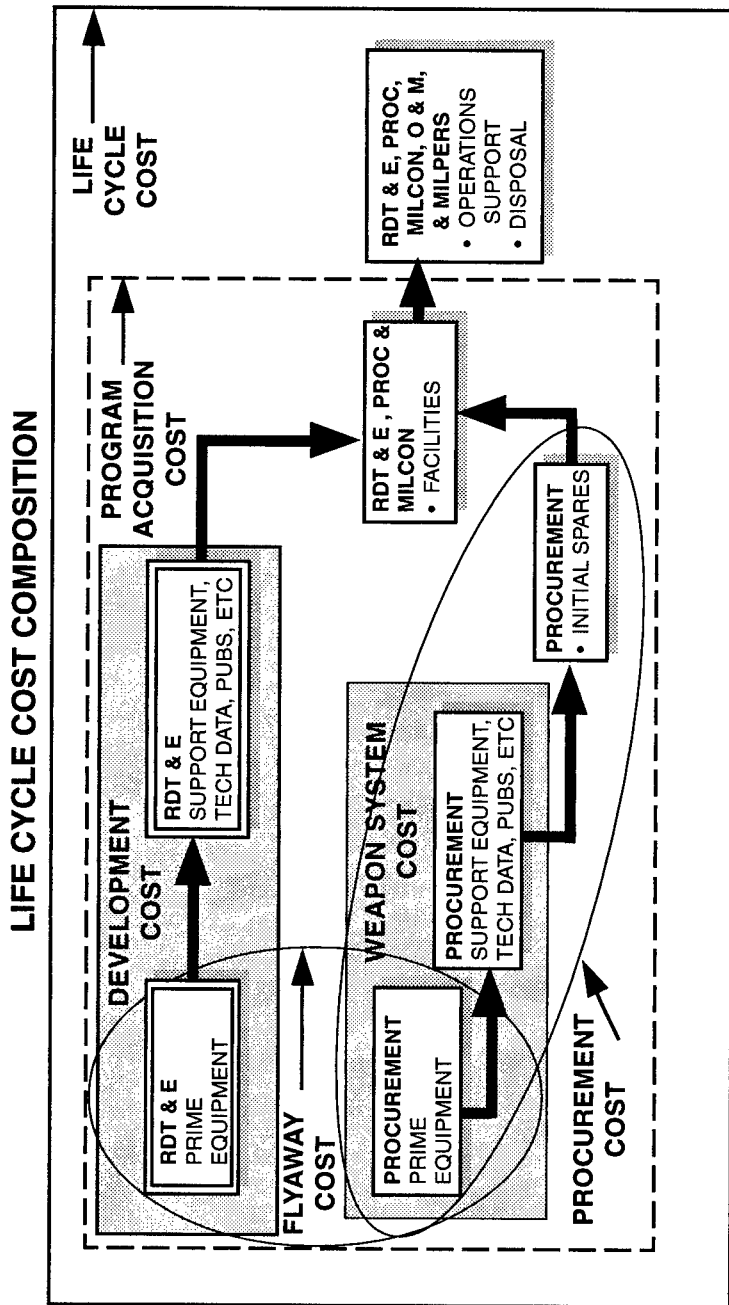 LIFE CYCLE COST COMPOSITION
LIFE
CYCLE
COST
PROGRAM
ACQUISITION
COST
DEVELOPMENT
COST
RDT & E
PRIME
EQUIPMENT
RDT & E
SUPPORT EQUIPMENT,
TECH DATA, PUBS, ETC
FLYAWAY
COST
RDT & E , PROC &
MILCON
• FACILITIES
RDT & E, PROC,
MILCON, O & M,
& MILPERS
• OPERATIONS
SUPPORT
• DISPOSAL
WEAPON SYSTEM
COST
PROCUREMENT
PRIME
EQUIPMENT
PROCUREMENT
SUPPORT EQUIPMENT,
TECH DATA, PUBS, ETC
PROCUREMENT
• INITIAL SPARES
PROCUREMENT
COST